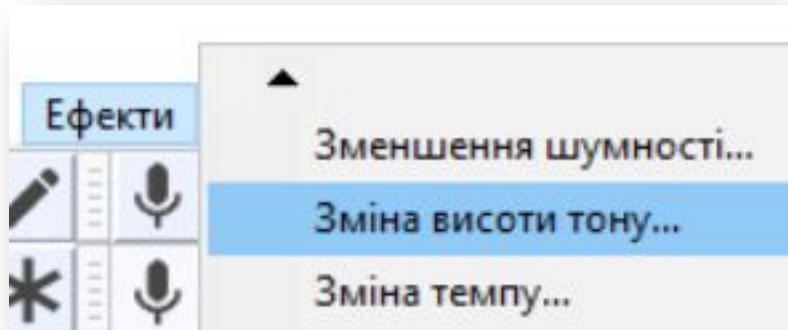 Ефекти
Зменшення шумності...
Зміна висоти тону...
Зміна темпу...